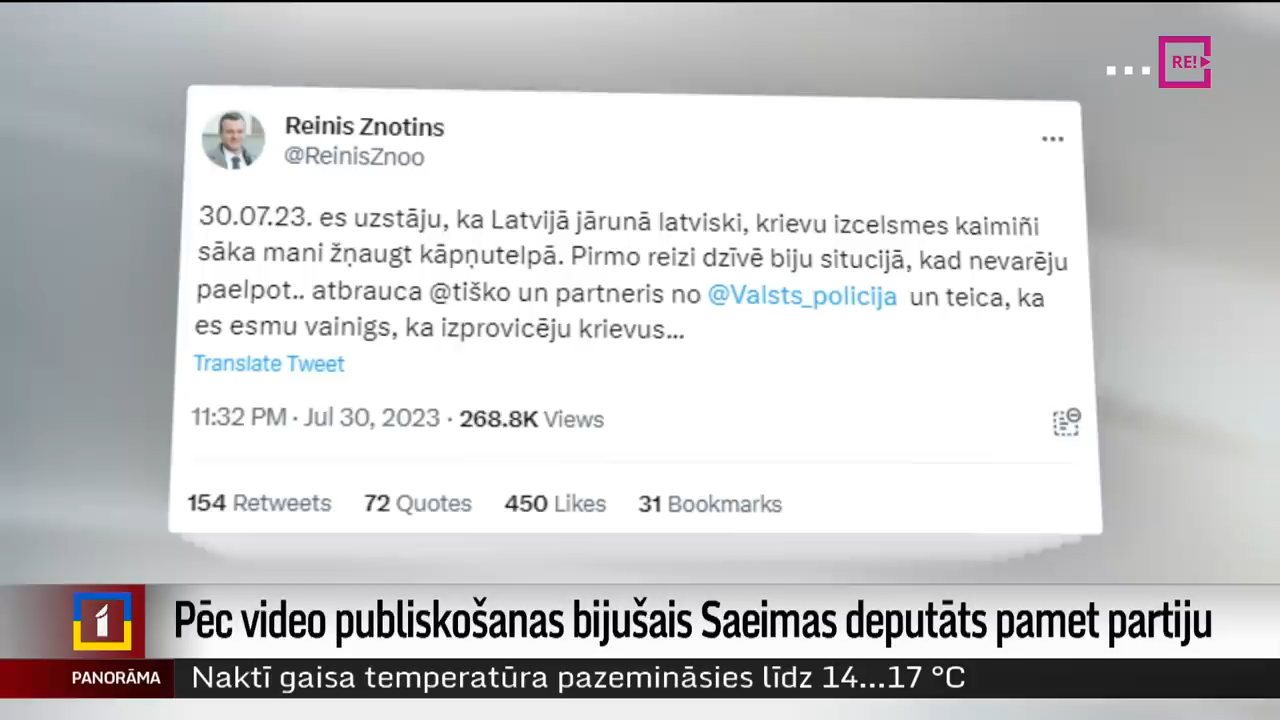 RE!
Reinis Znotins
@ReinisZnoo
30.07.23. es uzstāju, ka Latvijā jārunā latviski, krievu izcelsmes kaimiņi
sāka mani žņaugt kāpņutelpā. Pirmo reizi dzīvē biju situcijā, kad nevarēju
paelpot.. atbrauca @tiško un partneris no @Valsts_policija un teica, ka
es esmu vainigs, ka izprovicēju krievus...
Translate Tweet
11:32 PM · Jul 30, 2023 · 268.8K Views
154 Retweets 72 Quotes 450 Likes 31 Bookmarks
1
Pēc video publiskošanas bijušais Saeimas deputāts pamet partiju
PANORĀMA
Naktī gaisa temperatūra pazemināsies līdz 14...17 °C